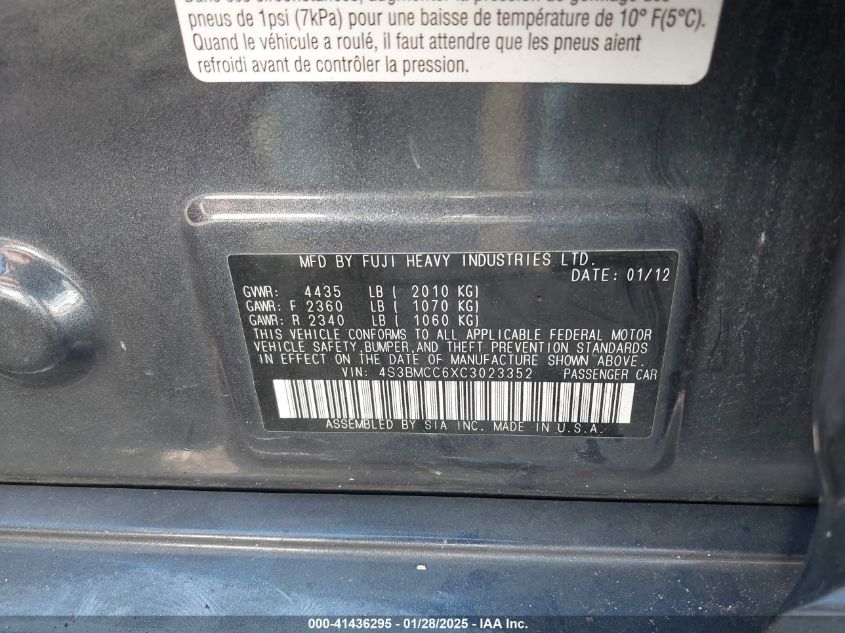 pneus de 1psi (7kPa) pour une baisse de température de 10° F(5°C).
Quand le véhicule a roulé, il faut attendre que les pneus aient
refroidi avant de contrôler la pression.
MFD BY FUJI HEAVY INDUSTRIES LTD.
DATE: 01/12
GVWR: 4435 LB ( 2010 KG)
GAWR: F 2360 LB ( 1070 KG)
GAWR: R 2340 LB ( 1060 KG)
THIS VEHICLE CONFORMS TO ALL APPLICABLE FEDERAL MOTOR
VEHICLE SAFETY, BUMPER, AND THEFT PREVENTION STANDARDS
IN EFFECT ON THE DATE OF MANUFACTURE SHOWN ABOVE.
VIN: 4S3BMCC6XC3023352 PASSENGER CAR
ASSEMBLED BY SIA INC. MADE IN U.S.A.
000-41436295 - 01/28/2025 - IAA Inc.